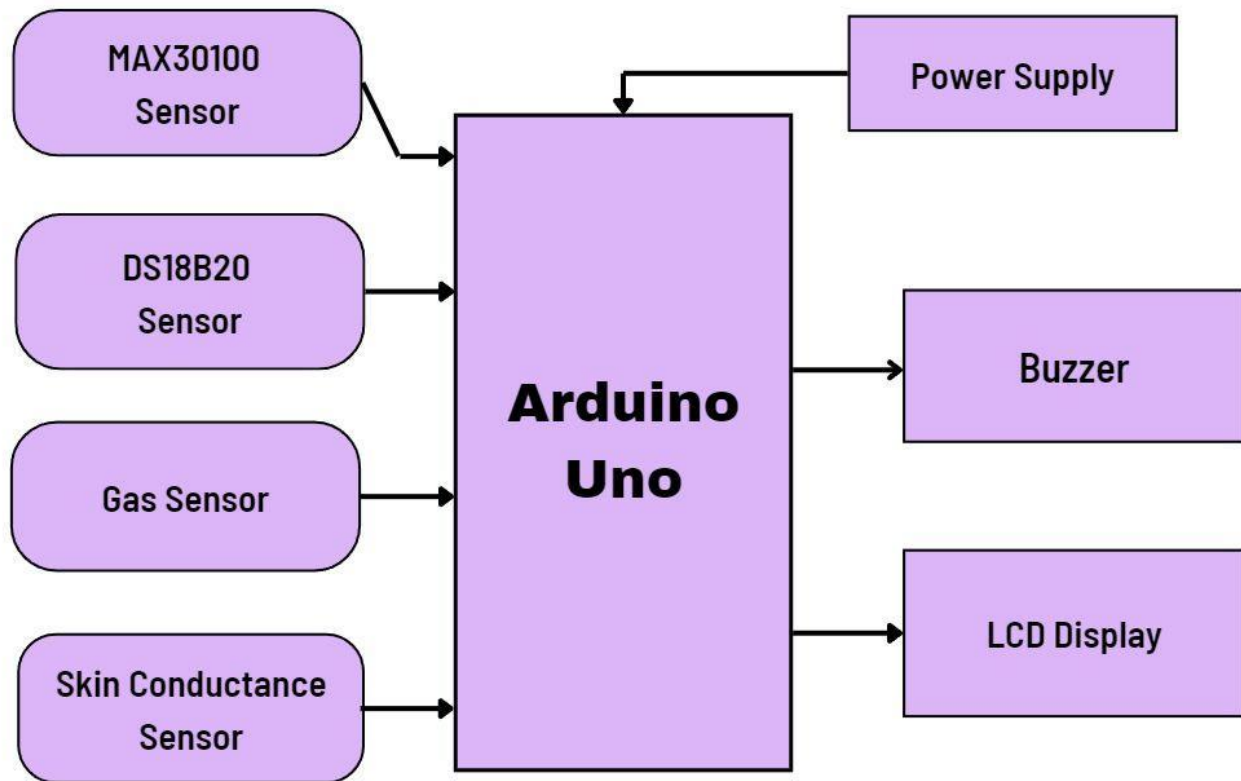 MAX30100
Sensor
Power Supply
DS18B20
Sensor
Arduino
Uno
Buzzer
Gas Sensor
LCD Display
Skin Conductance
Sensor